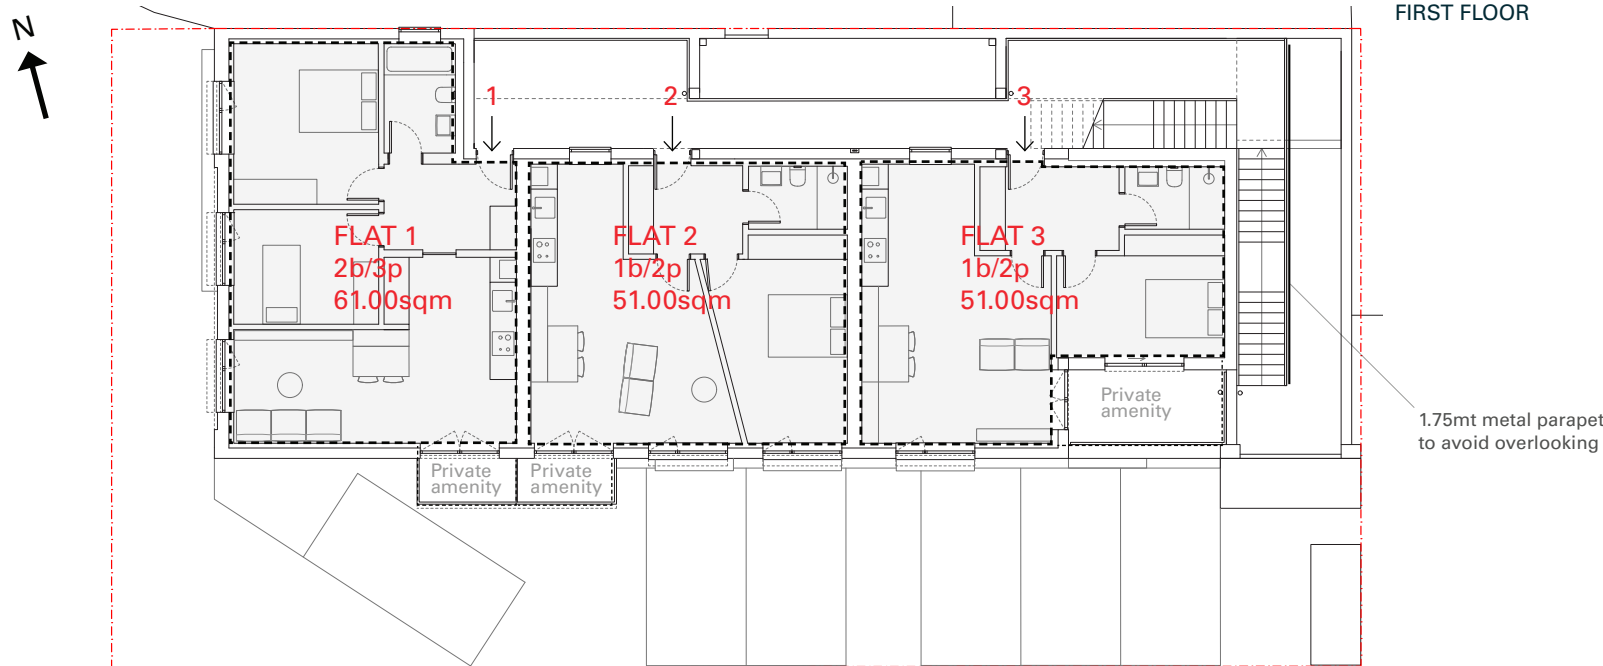 FIRST FLOOR
N
1
2
3
FLAT 1
2b/3p
61.00sqm
FLAT 2
1b/2p
51.00sqm
FLAT 3
1b/2p
51.00sqm
Private
amenity
1.75mt metal parapet
to avoid overlooking
Private
amenity
Private
amenity